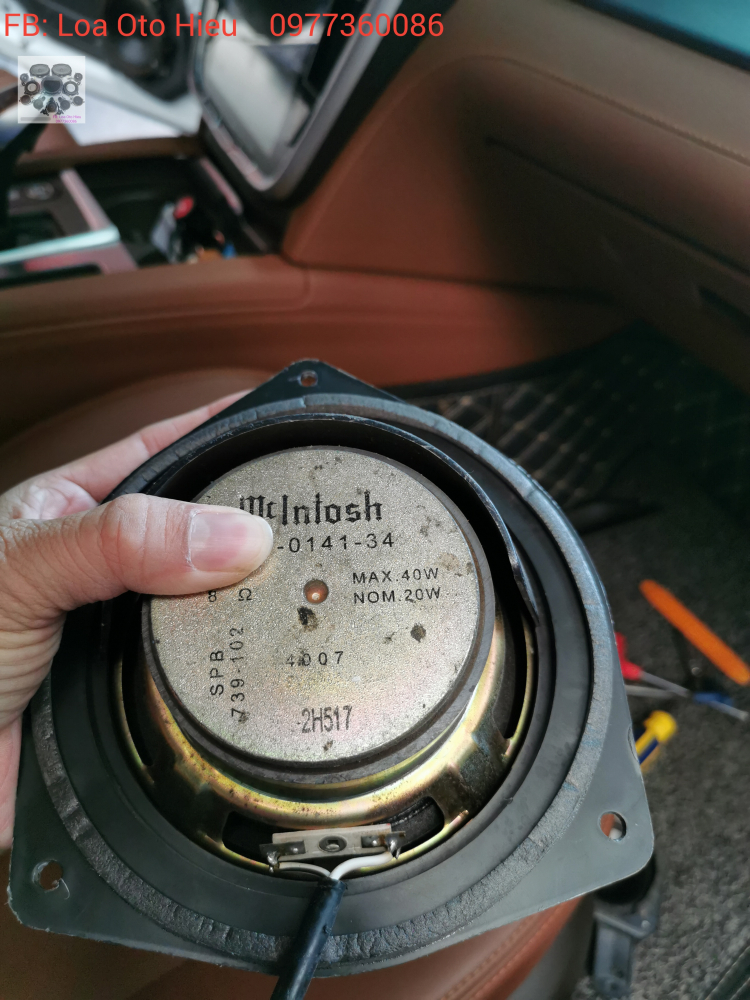 FB: Loa Oto Hieu 0977360086
McIntosh
-0141-34
MAX.40W
8 Ω
NOM.20W
SPB
739-102
4007
2H517